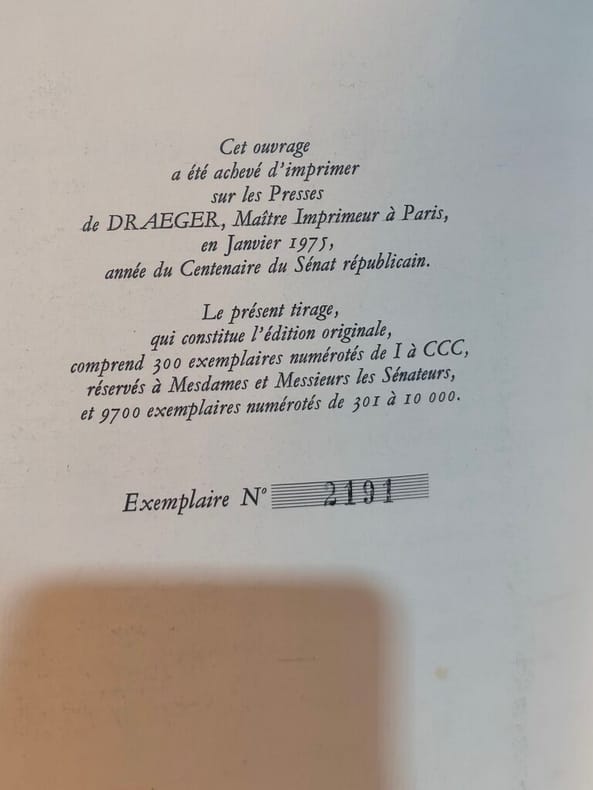 Cet ouvrage
a été achevé d'imprimer
sur les Presses
de DRAEGER, Maître Imprimeur à Paris,
en Janvier 1975,
année du Centenaire du Sénat républicain.
Le présent tirage,
qui constitue l'édition originale,
comprend 300 exemplaires numérotés de I à CCC,
réservés à Mesdames et Messieurs les Sénateurs,
et 9700 exemplaires numérotés de 301 à 10 000.
Exemplaire N° 2191